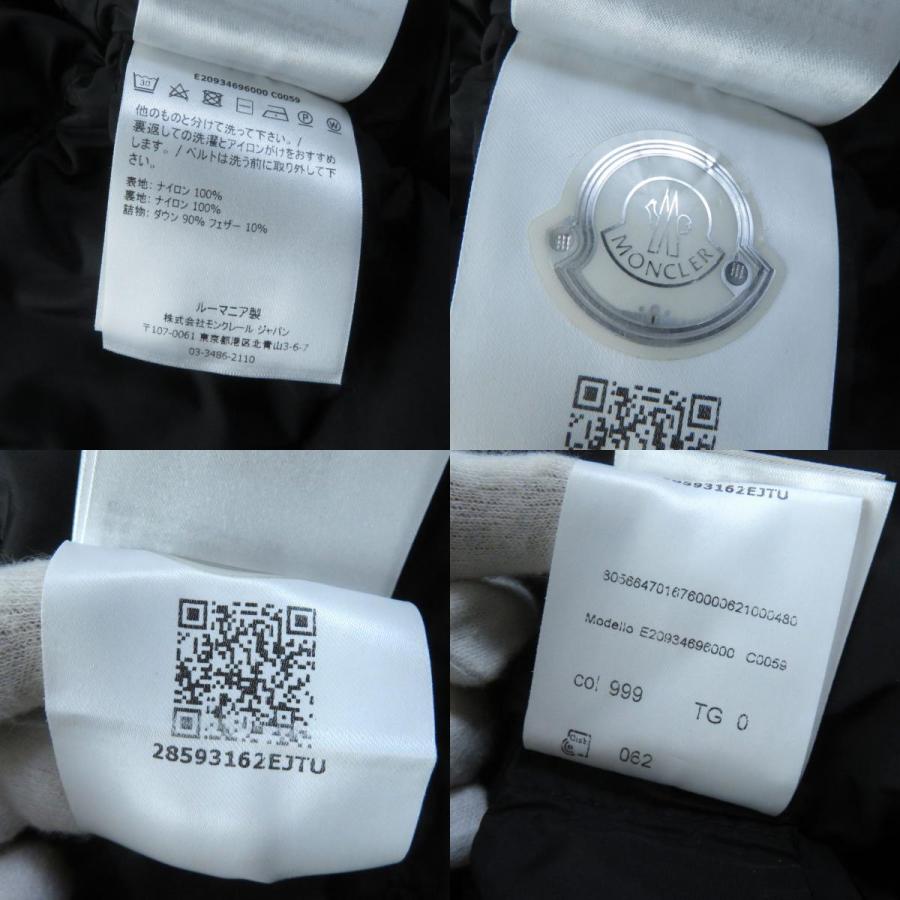 E20934696000 C0059
30
P
W
他のものと分けて洗って下さい。/
裏返しての洗濯とアイロンがけをおすすめ
します。/ ベルトは洗う前に取り外して下
さい。
表地: ナイロン 100%
裏地: ナイロン 100%
詰物: ダウン 90% フェザー 10%
ルーマニア製
株式会社モンクレール ジャパン
〒107-0061 東京都港区北青山3-6-7
03-3486-2110
MONCLER
28593162EJTU
28593162EJTU
3056647016760000621000480
Modello E20934696000 C0059
col 999 TG 0
062